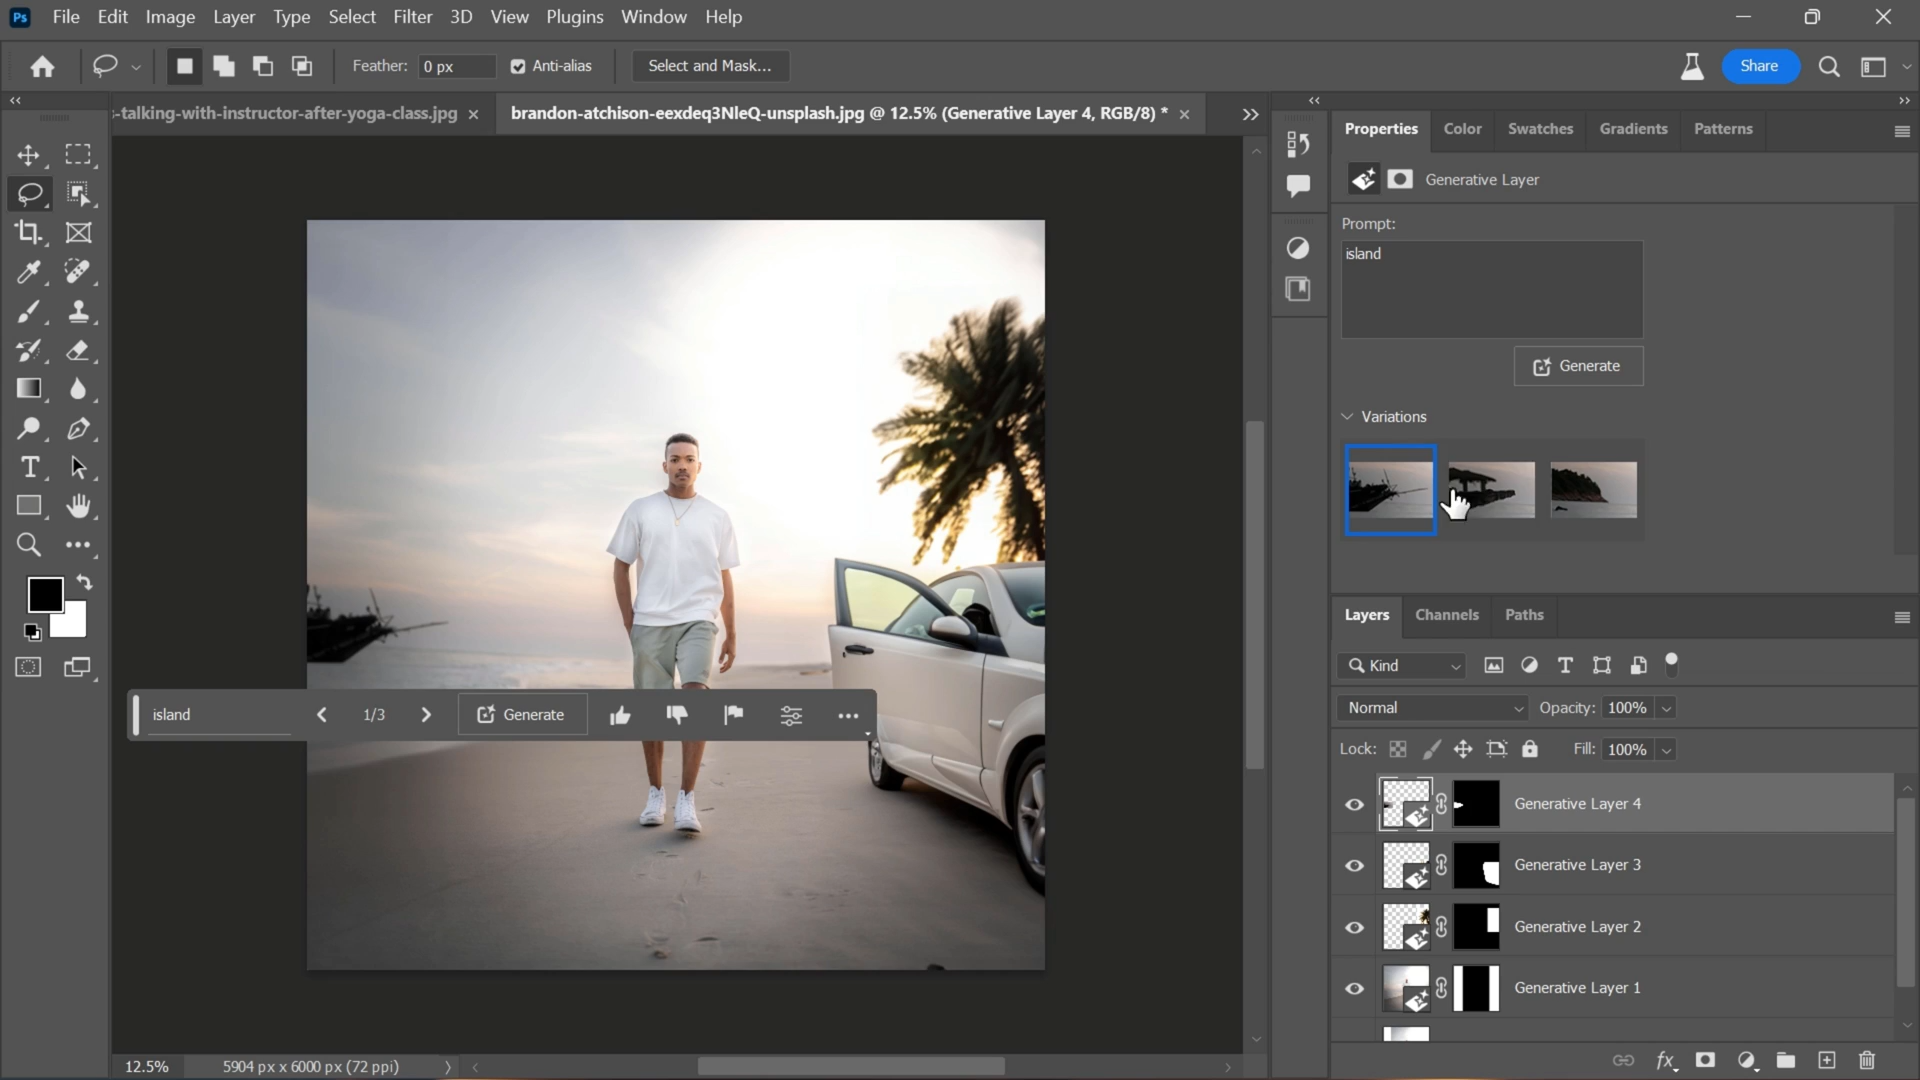 Ps File Edit Image Layer Type Select Filter 3D View Plugins Window Help
Feather: 0 px Anti-alias Select and Mask... Share
-talking-with-instructor-after-yoga-class.jpg × brandon-atchison-eexdeq3NleQ-unsplash.jpg @ 12.5% (Generative Layer 4, RGB/8) * ×
Properties Color Swatches Gradients Patterns
Generative Layer
Prompt:
island
Generate
Variations
island 1/3 Generate
Layers Channels Paths
Kind
Normal Opacity: 100%
Lock: Fill: 100%
Generative Layer 4
Generative Layer 3
Generative Layer 2
Generative Layer 1
12.5% 5904 px x 6000 px (72 ppi)
fx